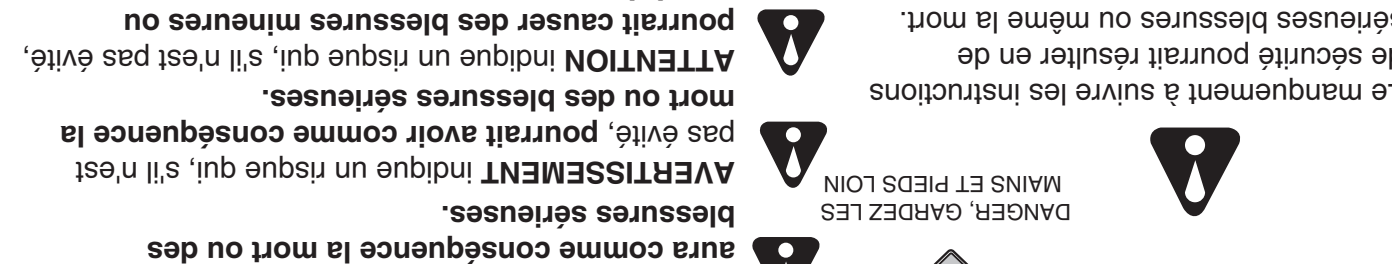 DANGER, GARDEZ LES
MAINS ET PIEDS LOIN
Le manquement à suivre les instructions
de sécurité pourrait résulter en de
sérieuses blessures ou même la mort.
aura comme conséquence la mort ou des
blessures sérieuses.
AVERTISSEMENT indique un risque qui, s'il n'est
pas évité, pourrait avoir comme conséquence la
mort ou des blessures sérieuses.
ATTENTION indique un risque qui, s'il n'est pas évité,
pourrait causer des blessures mineures ou